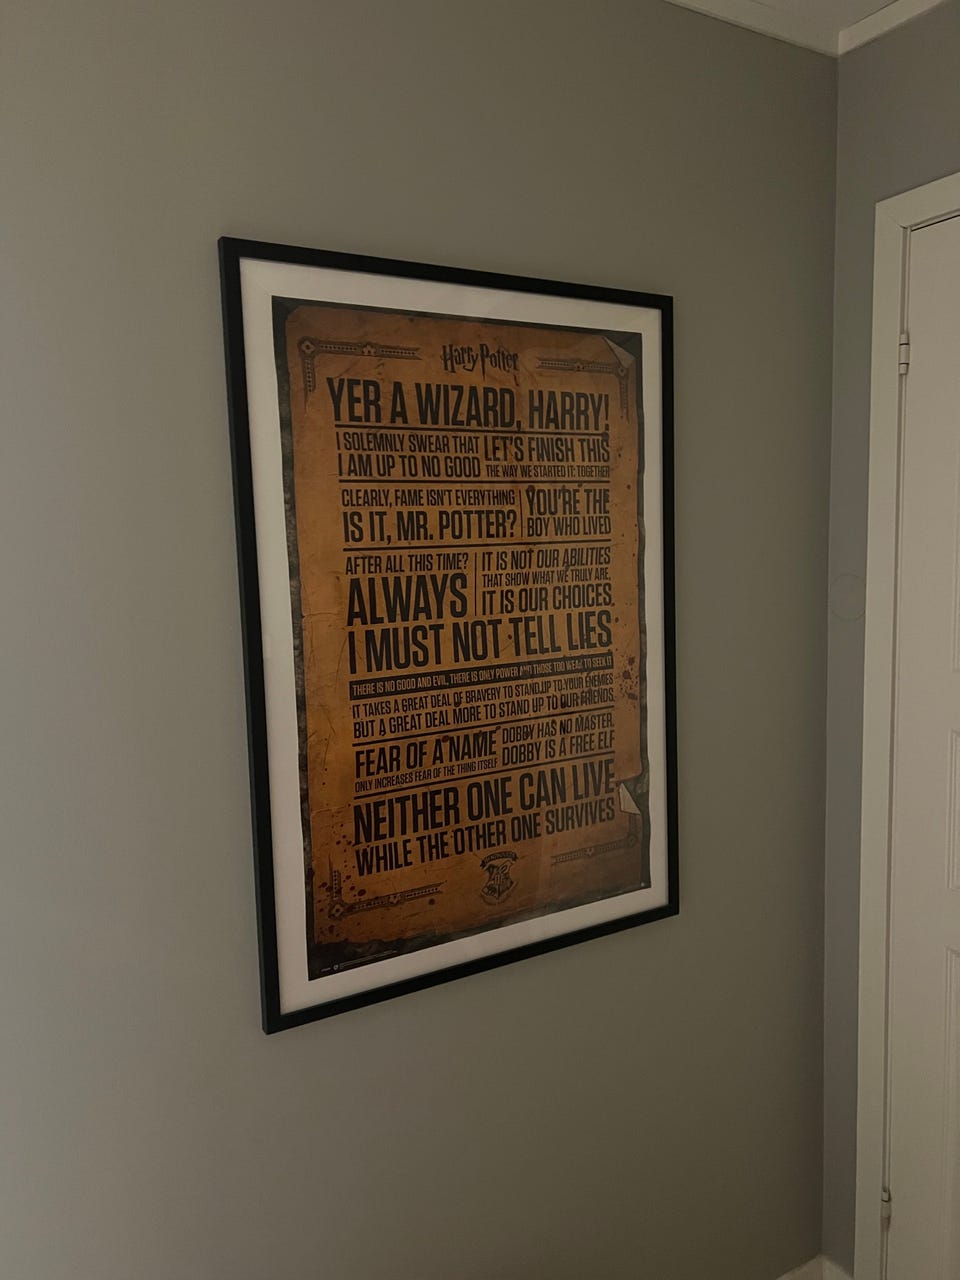 Harry Potter
YER A WIZARD, HARRY!
I SOLEMNLY SWEAR THAT
I AM UP TO NO GOOD
LET'S FINISH THIS
THE WAY WE STARTED IT: TOGETHER
CLEARLY, FAME ISN'T EVERYTHING
IS IT, MR. POTTER?
YOU'RE THE
BOY WHO LIVED
AFTER ALL THIS TIME?
ALWAYS
IT IS NOT OUR ABILITIES
THAT SHOW WHAT WE TRULY ARE,
IT IS OUR CHOICES.
I MUST NOT TELL LIES
THERE IS NO GOOD AND EVIL, THERE IS ONLY POWER AND THOSE TOO WEAK TO SEEK IT
IT TAKES A GREAT DEAL OF BRAVERY TO STAND UP TO YOUR ENEMIES
BUT A GREAT DEAL MORE TO STAND UP TO OUR FRIENDS.
FEAR OF A NAME
ONLY INCREASES FEAR OF THE THING ITSELF
DOBBY HAS NO MASTER.
DOBBY IS A FREE ELF
NEITHER ONE CAN LIVE
WHILE THE OTHER ONE SURVIVES